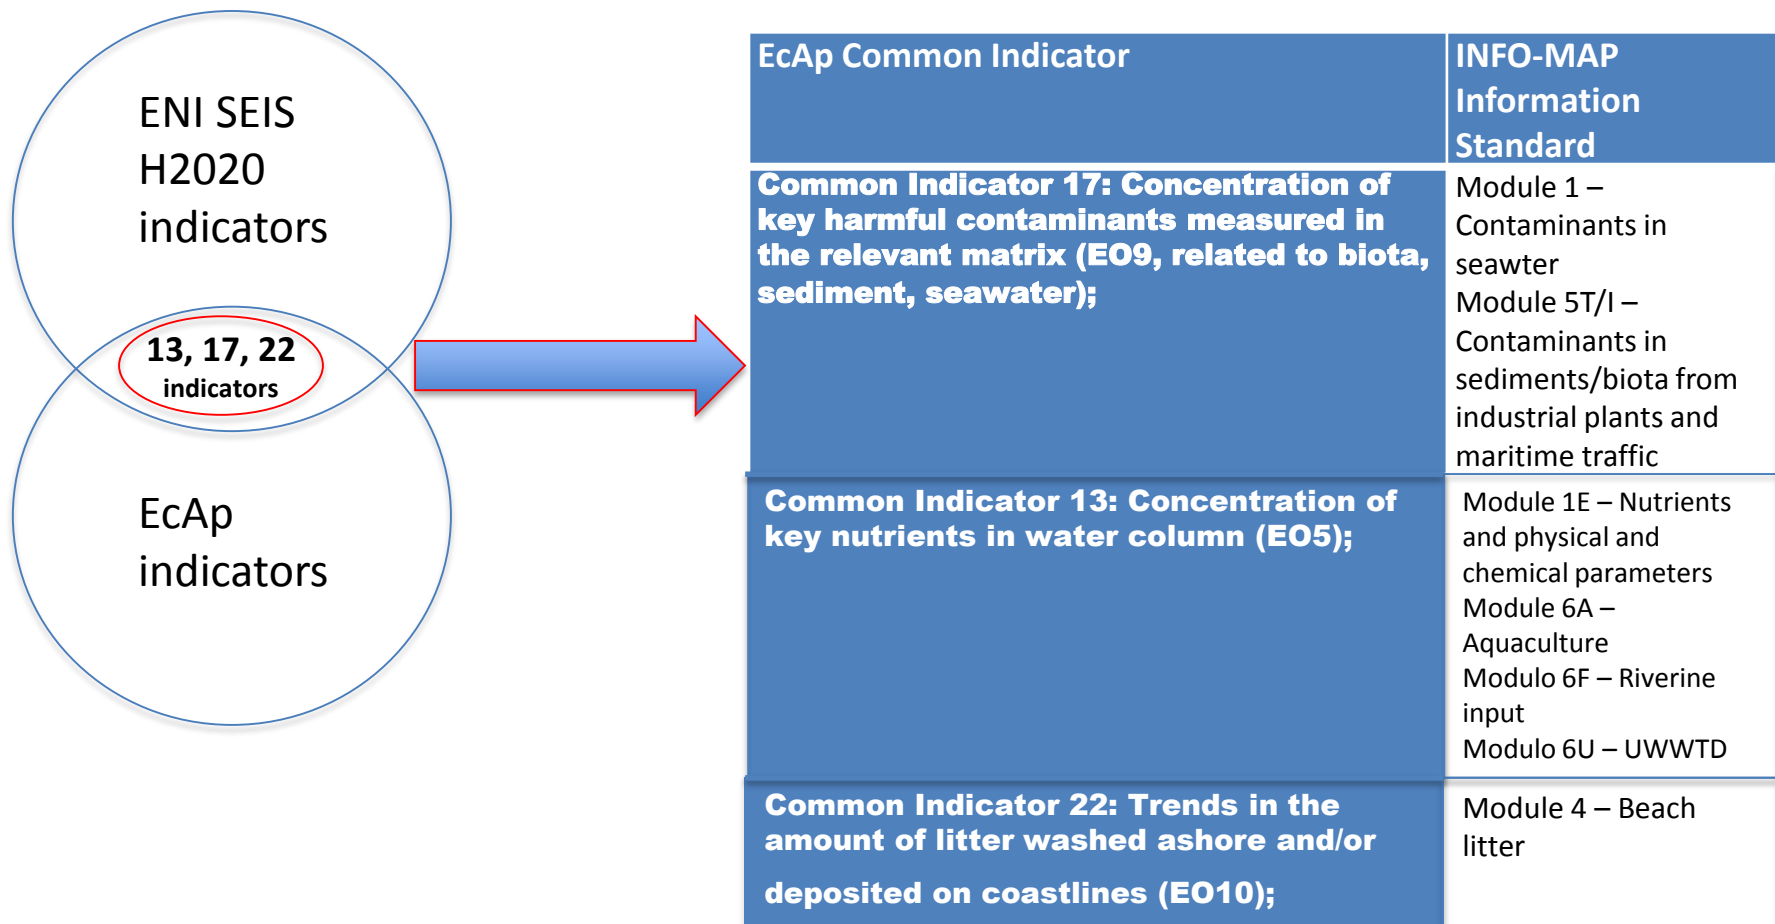 ENI SEIS
H2020
indicators
13, 17, 22
indicators
EcAp
indicators
EcAp Common Indicator
INFO-MAP
Information
Standard
Common Indicator 17: Concentration of
key harmful contaminants measured in
the relevant matrix (EO9, related to biota,
sediment, seawater);
Module 1 –
Contaminants in
seawter
Module 5T/I –
Contaminants in
sediments/biota from
industrial plants and
maritime traffic
Common Indicator 13: Concentration of
key nutrients in water column (EO5);
Module 1E – Nutrients
and physical and
chemical parameters
Module 6A –
Aquaculture
Modulo 6F – Riverine
input
Modulo 6U – UWWTD
Common Indicator 22: Trends in the
amount of litter washed ashore and/or
deposited on coastlines (EO10);
Module 4 – Beach
litter